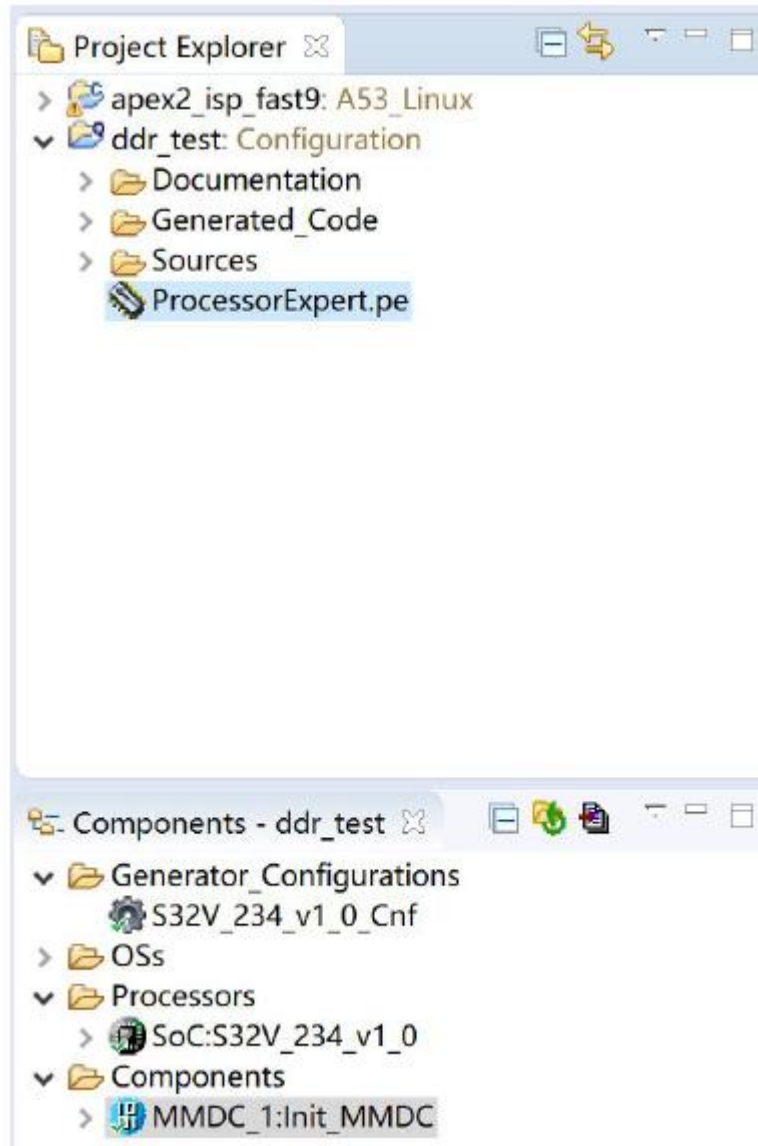 Project Explorer
apex2_isp_fast9: A53_Linux
ddr_test: Configuration
Documentation
Generated_Code
Sources
ProcessorExpert.pe
Components - ddr_test
Generator_Configurations
S32V_234_v1_0_Cnf
OSs
Processors
SoC:S32V_234_v1_0
Components
MMDC_1:Init_MMDC